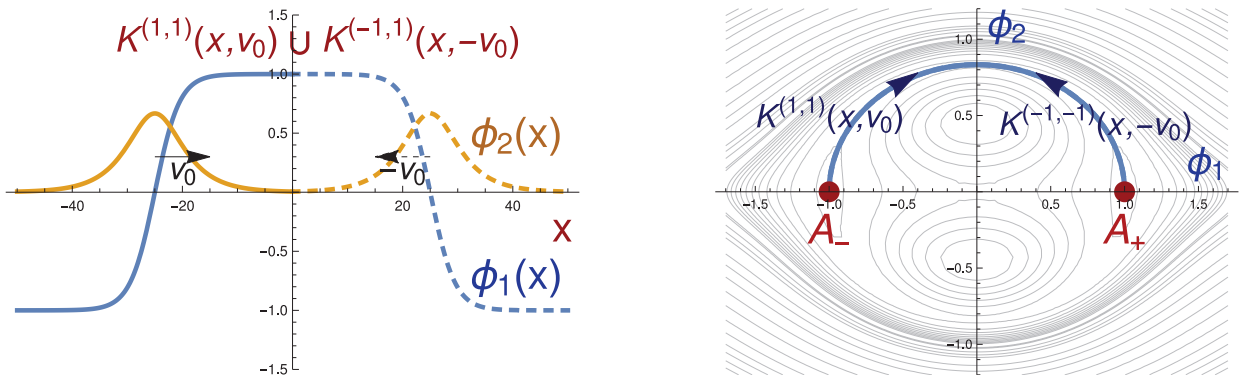 1.5
K^(1,1)(x,v₀) ∪ K^(-1,1)(x,-v₀)
1.0
0.5
ϕ₂(x)
v₀
-v₀
-40
-20
20
40
x
-0.5
ϕ₁(x)
-1.0
-1.5
1.0
ϕ₂
K^(1,1)(x,v₀)
0.5
K^(-1,-1)(x,-v₀)
ϕ₁
-1.5
-1.0
-0.5
0.5
1.0
1.5
A₋
A₊
-0.5
-1.0